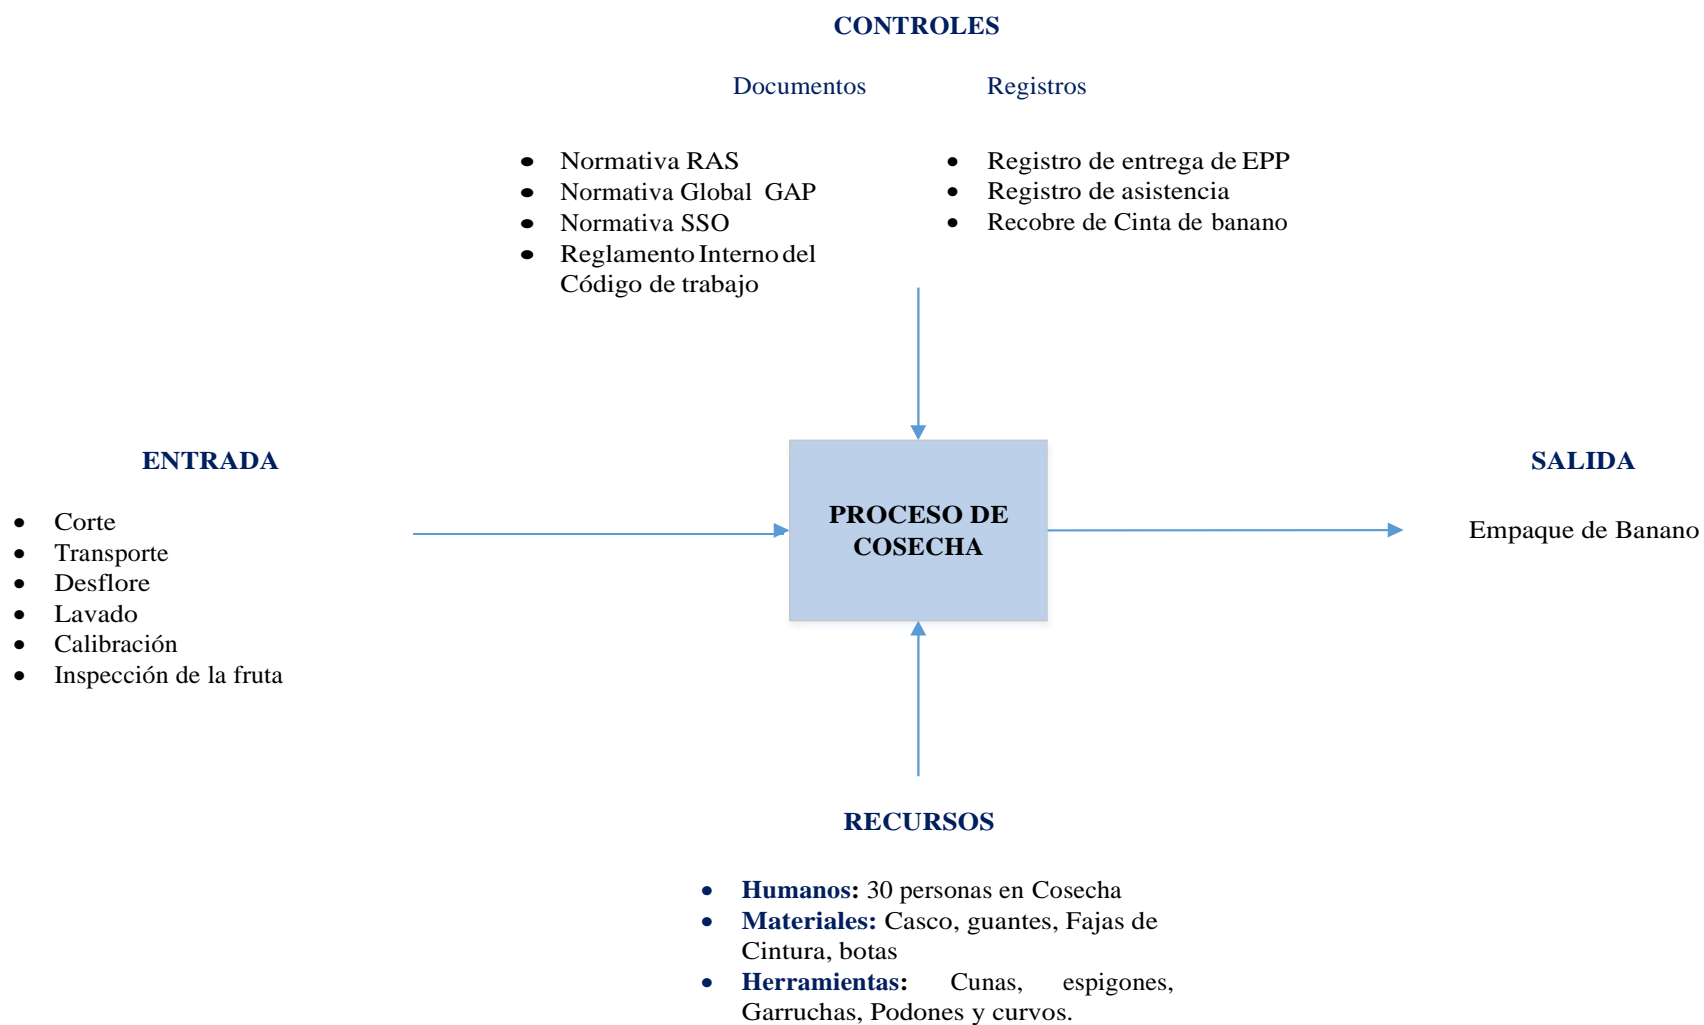 CONTROLES
Documentos
Registros
• Normativa RAS
• Normativa Global GAP
• Normativa SSO
• Reglamento Interno del
Código de trabajo
• Registro de entrega de EPP
• Registro de asistencia
• Recobre de Cinta de banano
ENTRADA
• Corte
• Transporte
• Desflore
• Lavado
• Calibración
• Inspección de la fruta
PROCESO DE
COSECHA
SALIDA
Empaque de Banano
RECURSOS
• Humanos: 30 personas en Cosecha
• Materiales: Casco, guantes, Fajas de
Cintura, botas
• Herramientas: Cunas, espigones,
Garruchas, Podones y curvos.